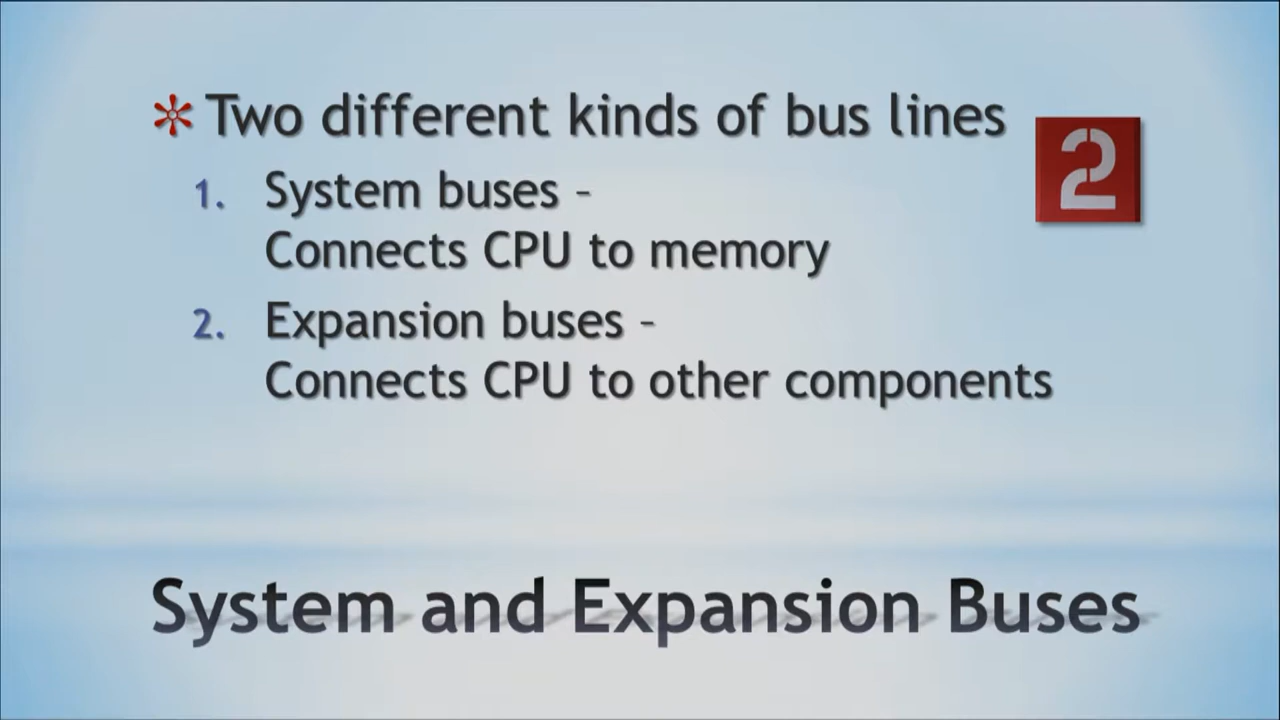 * Two different kinds of bus lines
2
1. System buses –
Connects CPU to memory
2. Expansion buses –
Connects CPU to other components
System and Expansion Buses